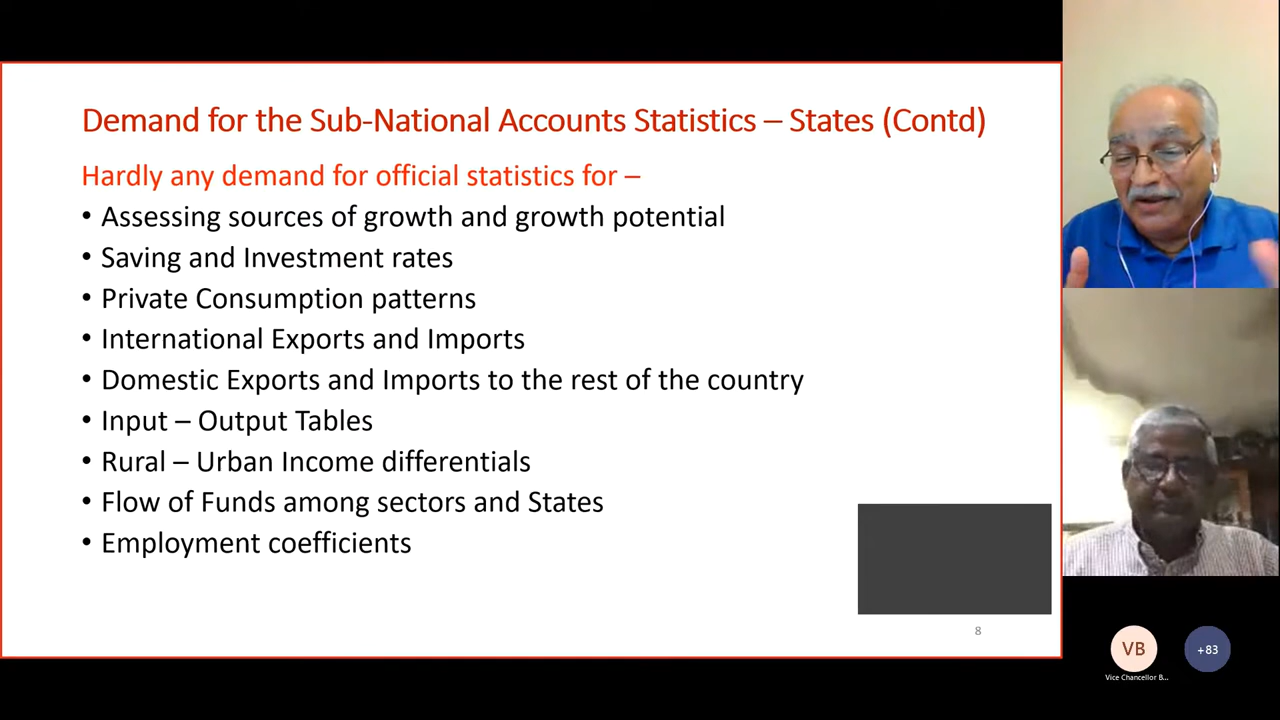 Demand for the Sub-National Accounts Statistics – States (Contd)
Hardly any demand for official statistics for –
• Assessing sources of growth and growth potential
• Saving and Investment rates
• Private Consumption patterns
• International Exports and Imports
• Domestic Exports and Imports to the rest of the country
• Input – Output Tables
• Rural – Urban Income differentials
• Flow of Funds among sectors and States
• Employment coefficients
8
VB
+83
Vice Chancellor B...